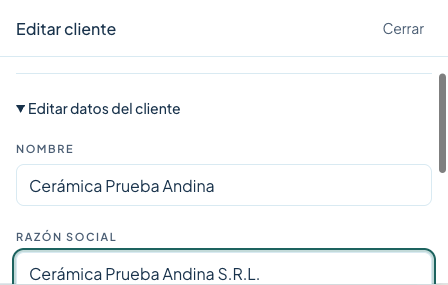 Editar cliente
Cerrar
▼ Editar datos del cliente
NOMBRE
Cerámica Prueba Andina
RAZÓN SOCIAL
Cerámica Prueba Andina S.R.L.